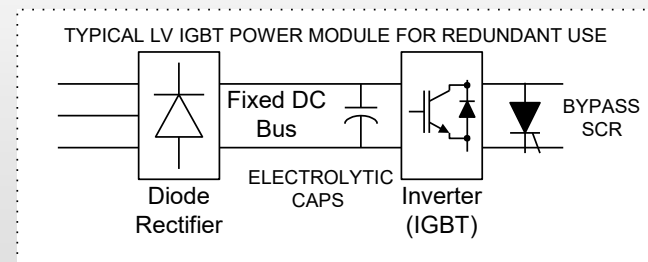 TYPICAL LV IGBT POWER MODULE FOR REDUNDANT USE
Fixed DC
Bus
BYPASS
SCR
ELECTROLYTIC
CAPS
Diode
Rectifier
Inverter
(IGBT)